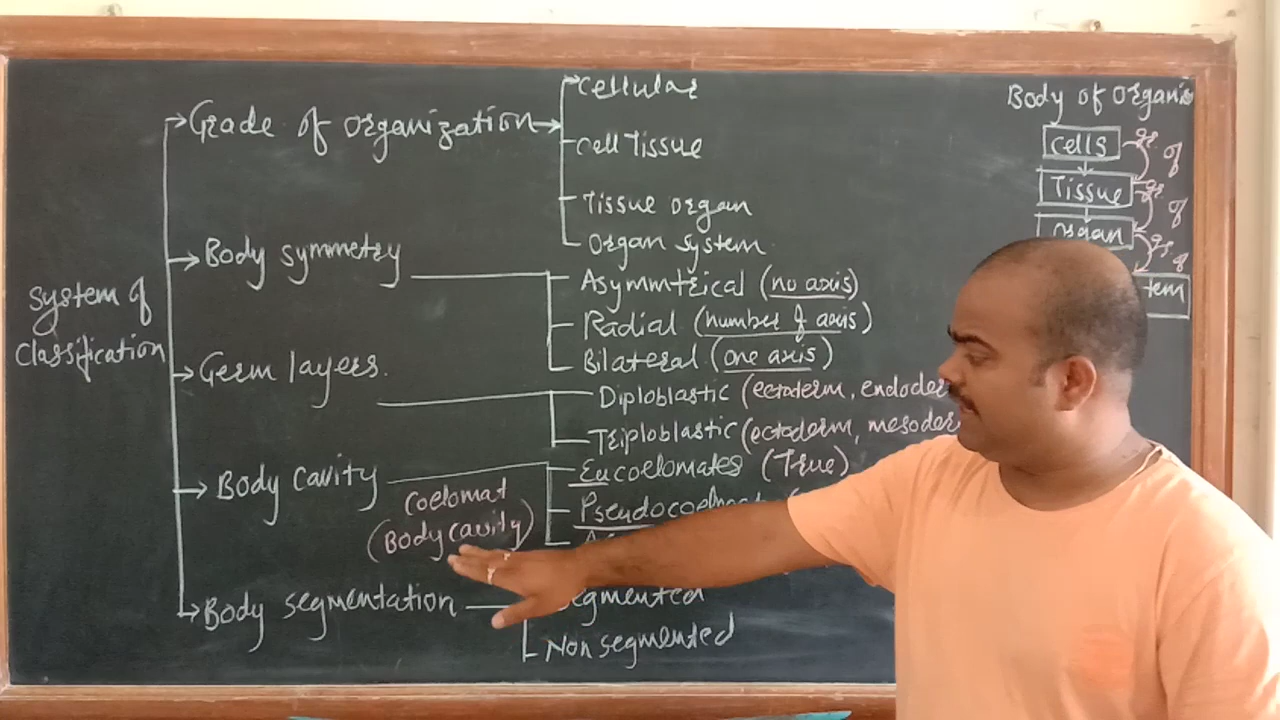 System of
Classification
Grade of organization
Cellular
Cell Tissue
Tissue organ
Organ system
Body symmetry
Asymmtrical (no axis)
Radial (number of axis)
Bilateral (one axis)
Germ layers.
Diploblastic (ectoderm, endoder
Triploblastic (ectoderm, mesoder
Body cavity
Coelomat
(Body cavity)
Eucoelomates (True)
Pseudocoelomat
Body segmentation
Segmented
Non segmented
Body of Organis
Cells
Tissue
organ
tem